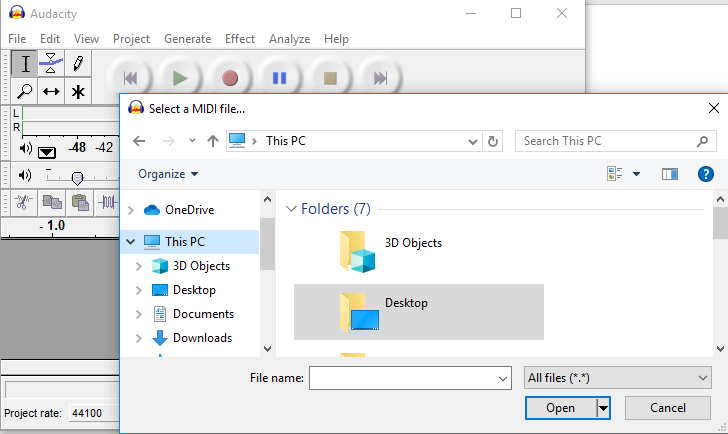 Audacity
File Edit View Project Generate Effect Analyze Help
L
R
Select a MIDI file...
This PC
Search This PC
-48 -42
Organize
?
- 1.0
OneDrive
This PC
3D Objects
Desktop
Documents
Downloads
Folders (7)
3D Objects
Desktop
File name:
All files (*.*)
Open
Cancel
Project rate: 44100